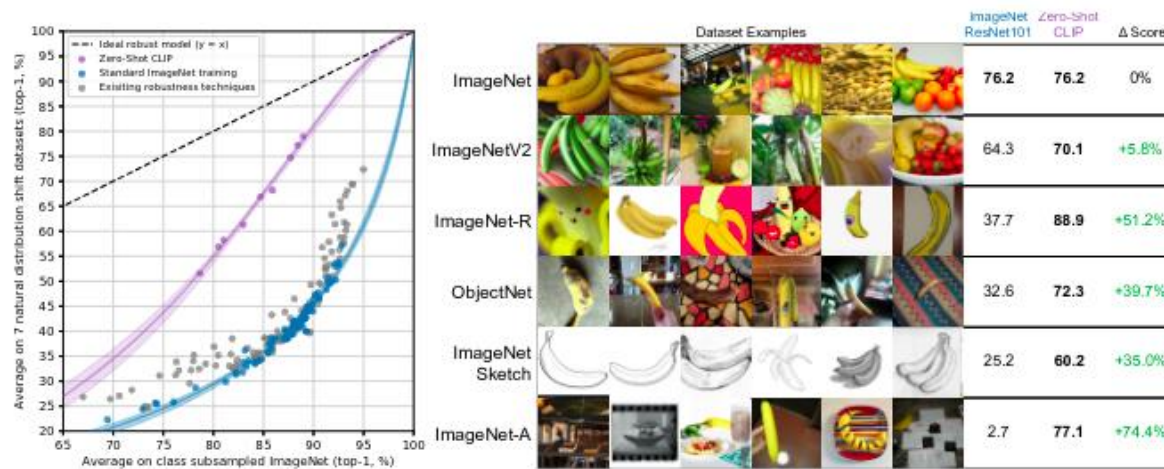 100
95
90
85
80
75
70
65
60
55
50
45
40
35
30
25
20
Average on 7 natural distribution shift datasets (top-1, %)
Ideal robust model (y = x)
Zero-Shot CLIP
Standard ImageNet training
Exisiting robustness techniques
65 70 75 80 85 90 95 100
Average on class subsampled ImageNet (top-1, %)
Dataset Examples
ImageNet Zero-Shot
ResNet101 CLIP Δ Score
ImageNet 76.2 76.2 0%
ImageNetV2 64.3 70.1 +5.8%
ImageNet-R 37.7 88.9 +51.2%
ObjectNet 32.6 72.3 +39.7%
ImageNet
Sketch 25.2 60.2 +35.0%
ImageNet-A 2.7 77.1 +74.4%